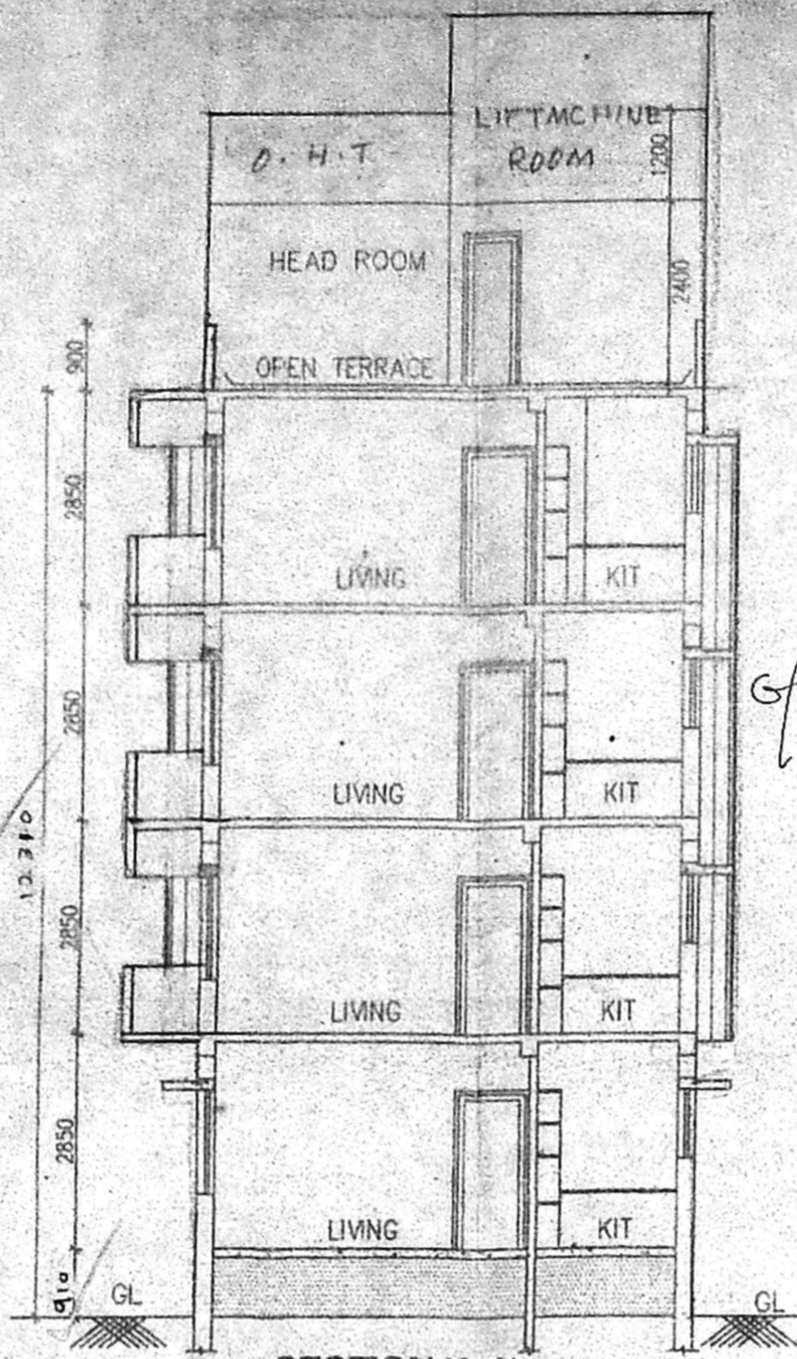 LIFTMCHINE
ROOM
O. H. T
1200
HEAD ROOM
2400
OPEN TERRACE
900
2850
LIVING KIT
2850
LIVING KIT
2850
LIVING KIT
2850
LIVING KIT
12310
910
GL GL